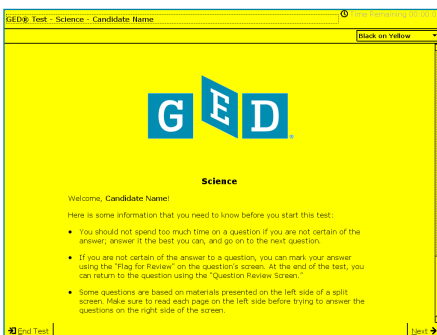 GED® Test - Science - Candidate Name
Time Remaining 00:00:0
Black on Yellow
GED
Science
Welcome, Candidate Name!
Here is some information that you need to know before you start this test:
• You should not spend too much time on a question if you are not certain of the
answer; answer it the best you can, and go on to the next question.
• If you are not certain of the answer to a question, you can mark your answer
using the "Flag for Review" on the question's screen. At the end of the test, you
can return to the question using the "Question Review Screen."
• Some questions are based on materials presented on the left side of a split
screen. Make sure to read each page on the left side before trying to answer the
questions on the right side of the screen.
End Test
Next